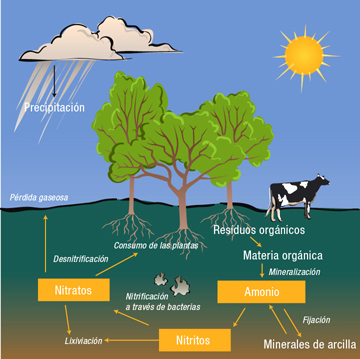 Precipitación
Pérdida gaseosa
Residuos orgánicos
Consumo de las plantas
Desnitrificación
Materia orgánica
Mineralización
Nitratos
Nitrificación
a través de bacterias
Amonio
Fijación
Lixiviación
Nitritos
Minerales de arcilla